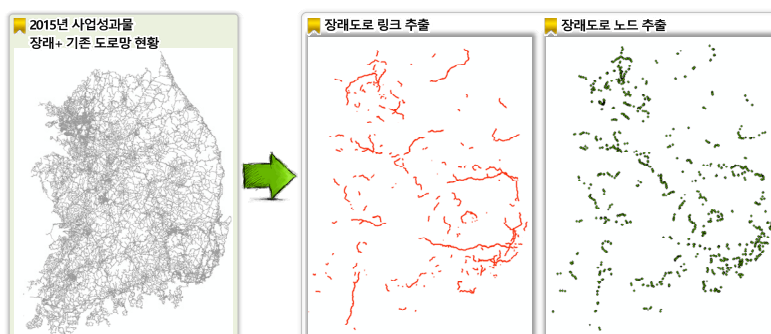 2015년 사업성과물
장래+ 기존 도로망 현황
장래도로 링크 추출
장래도로 노드 추출